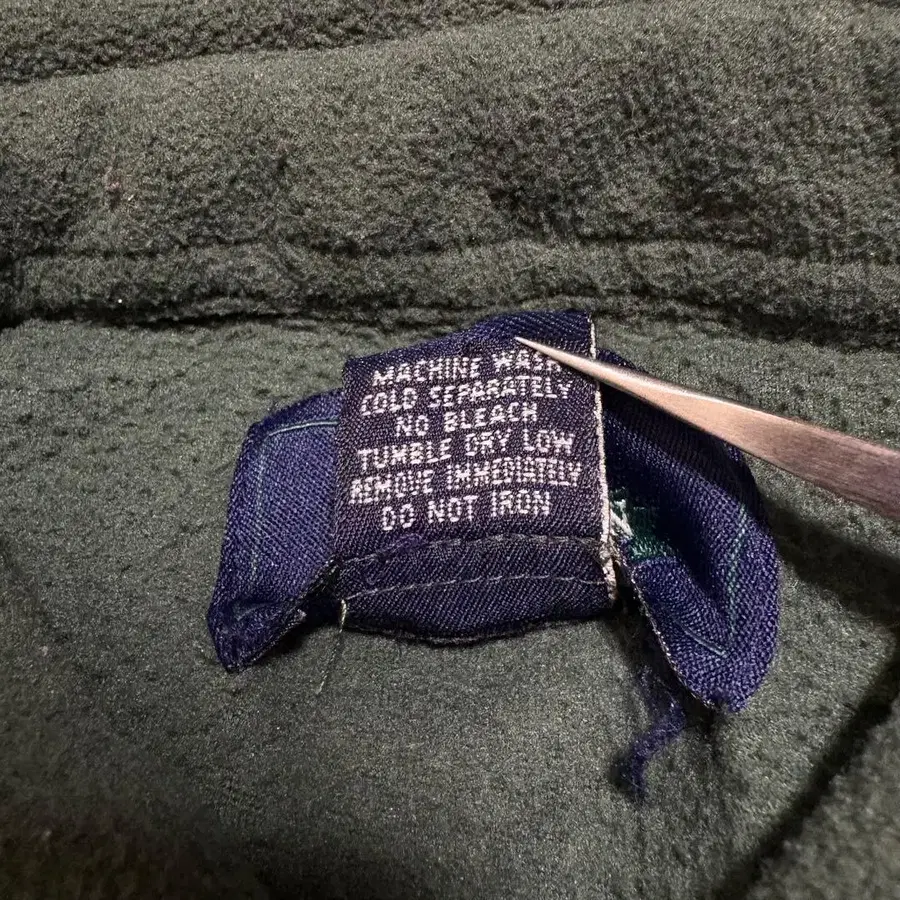 MACHINE WASH
COLD SEPARATELY
NO BLEACH
TUMBLE DRY LOW
REMOVE IMMEDIATELY
DO NOT IRON